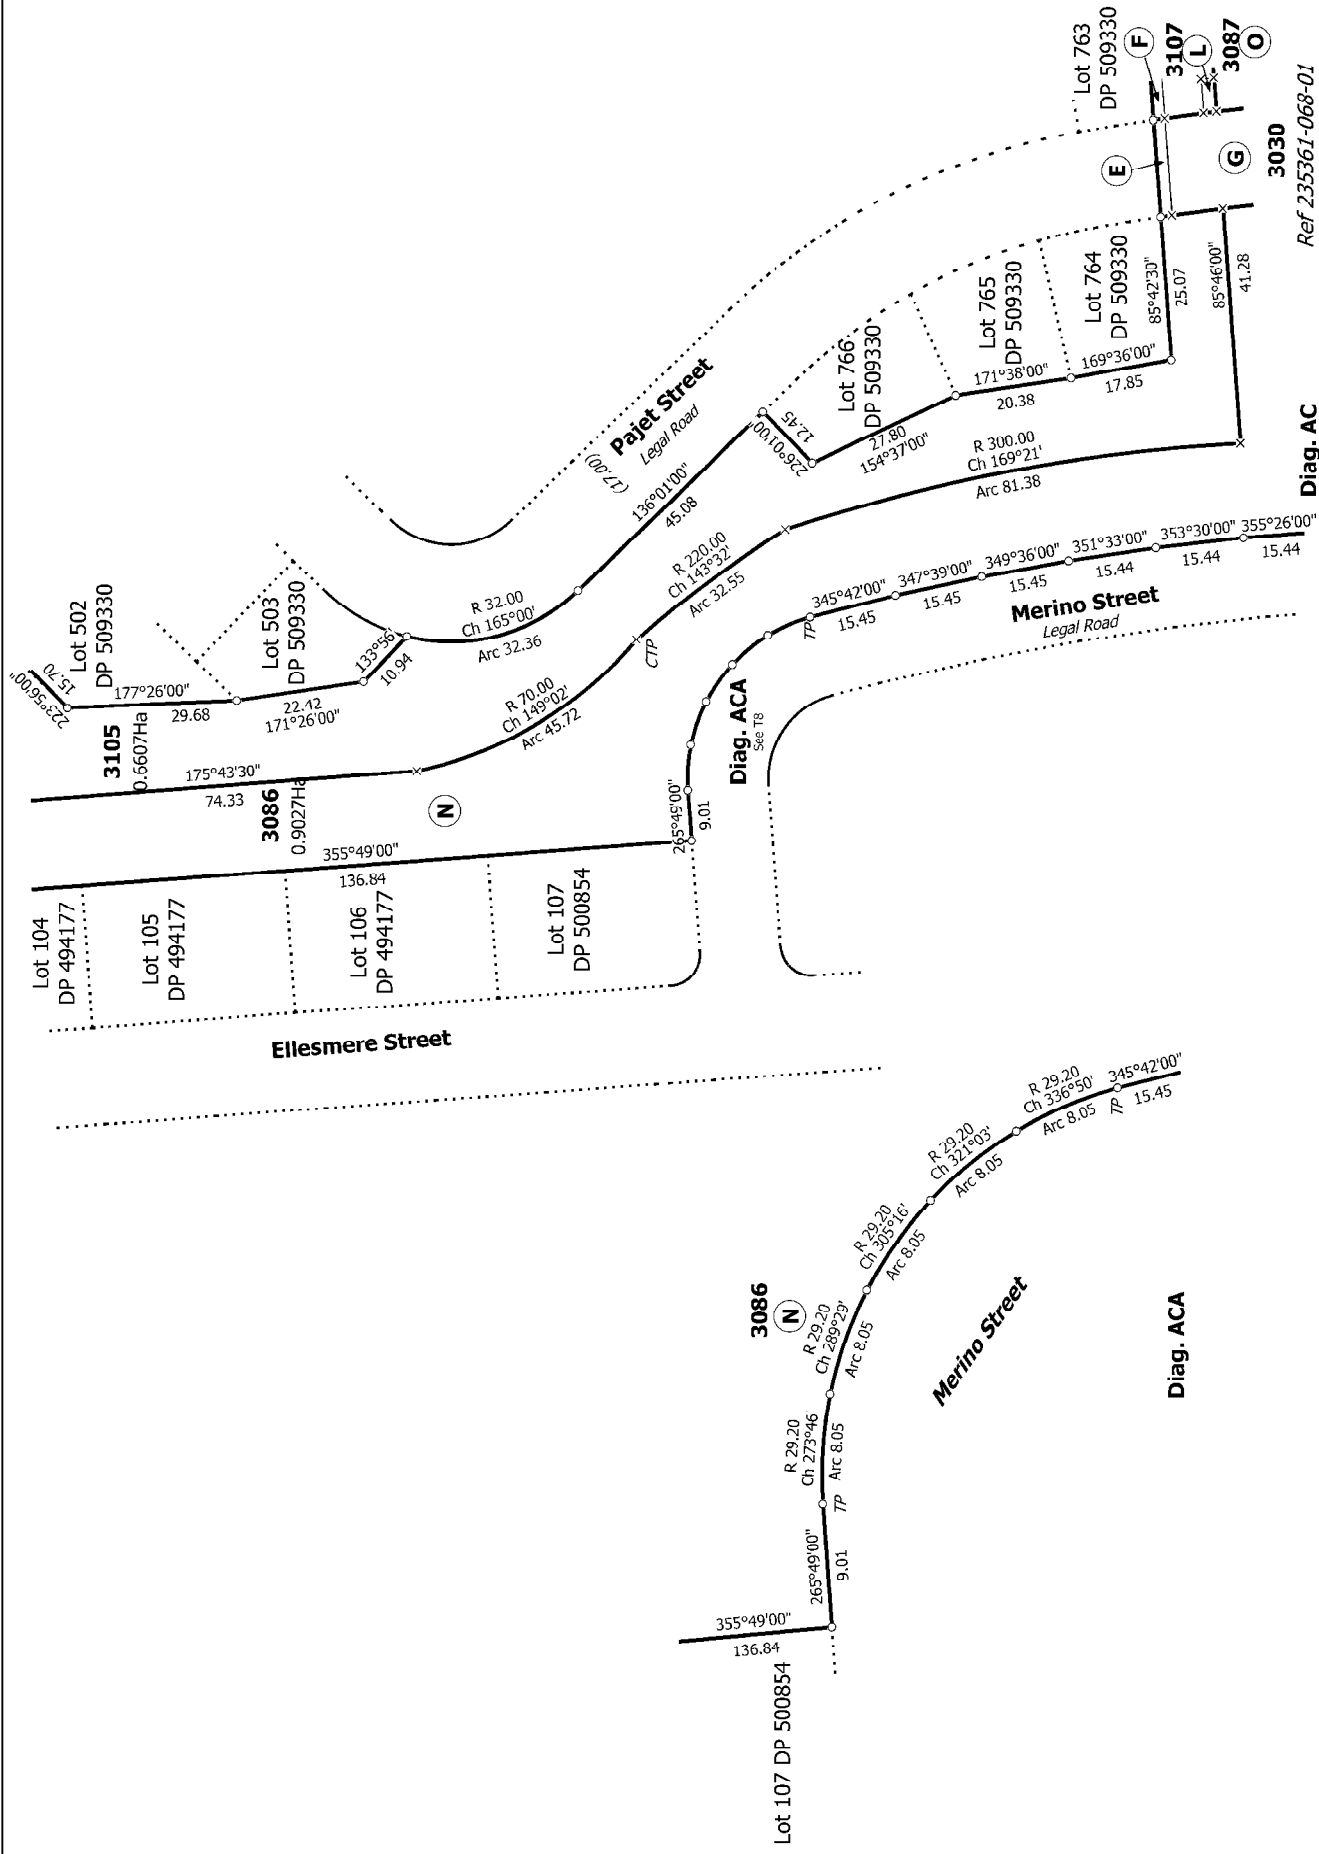 Lot 763
DP 509330
F
3107
L
3087
O
E
G
3030
Ref 235361-068-01
Lot 764
DP 509330
85°42'30"
25.07
85°46'00"
41.28
Lot 765
DP 509330
169°36'00"
17.85
171°38'00"
20.38
Lot 766
DP 509330
27.80
154°37'00"
12.45
226°01'00"
Pajet Street
Legal Road
(17.00)
136°01'00"
45.08
R 300.00
Ch 169°21'
Arc 81.38
R 220.00
Ch 143°32'
Arc 32.55
CTP
R 32.00
Ch 165°00'
Arc 32.36
R 70.00
Ch 149°02'
Arc 45.72
Lot 502
DP 509330
15.70
223°56'00"
177°26'00"
29.68
Lot 503
DP 509330
133°56'
10.94
22.42
171°26'00"
3105
0.6607Ha
175°43'30"
74.33
3086
0.9027Ha
N
355°49'00"
136.84
265°49'00"
9.01
Diag. ACA
See T8
TP
345°42'00"
15.45
347°39'00"
15.45
349°36'00"
15.45
351°33'00"
15.44
353°30'00"
15.44
355°26'00"
15.44
Merino Street
Legal Road
Diag. AC
Lot 104
DP 494177
Lot 105
DP 494177
Lot 106
DP 494177
Lot 107
DP 500854
Ellesmere Street
3086
N
R 29.20
Ch 273°46'
Arc 8.05
R 29.20
Ch 289°29'
Arc 8.05
R 29.20
Ch 305°16'
Arc 8.05
R 29.20
Ch 321°03'
Arc 8.05
R 29.20
Ch 336°50'
Arc 8.05
TP
345°42'00"
15.45
TP
265°49'00"
9.01
355°49'00"
136.84
Lot 107 DP 500854
Merino Street
Diag. ACA